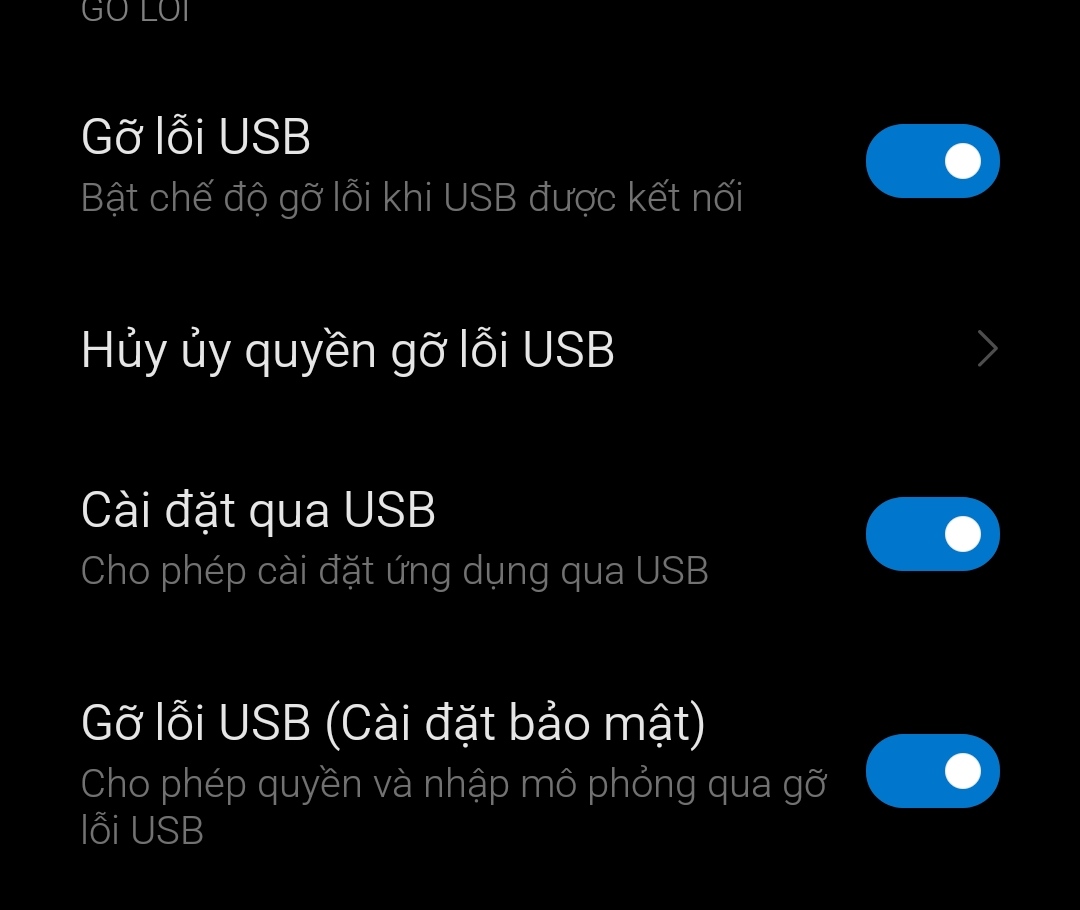 GỠ LỖI
Gỡ lỗi USB
Bật chế độ gỡ lỗi khi USB được kết nối
Hủy ủy quyền gỡ lỗi USB
Cài đặt qua USB
Cho phép cài đặt ứng dụng qua USB
Gỡ lỗi USB (Cài đặt bảo mật)
Cho phép quyền và nhập mô phỏng qua gỡ
lỗi USB